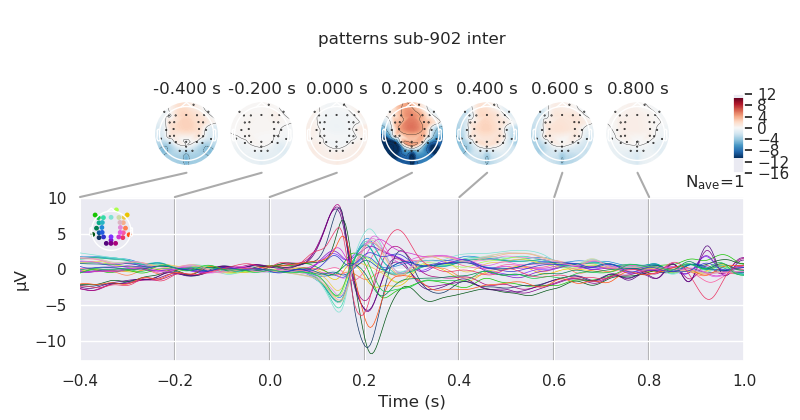 patterns sub-902 inter
-0.400 s -0.200 s 0.000 s 0.200 s 0.400 s 0.600 s 0.800 s
12
8
4
0
−4
−8
−12
−16
Nave=1
10
5
0
−5
−10
μV
−0.4 −0.2 0.0 0.2 0.4 0.6 0.8 1.0
Time (s)